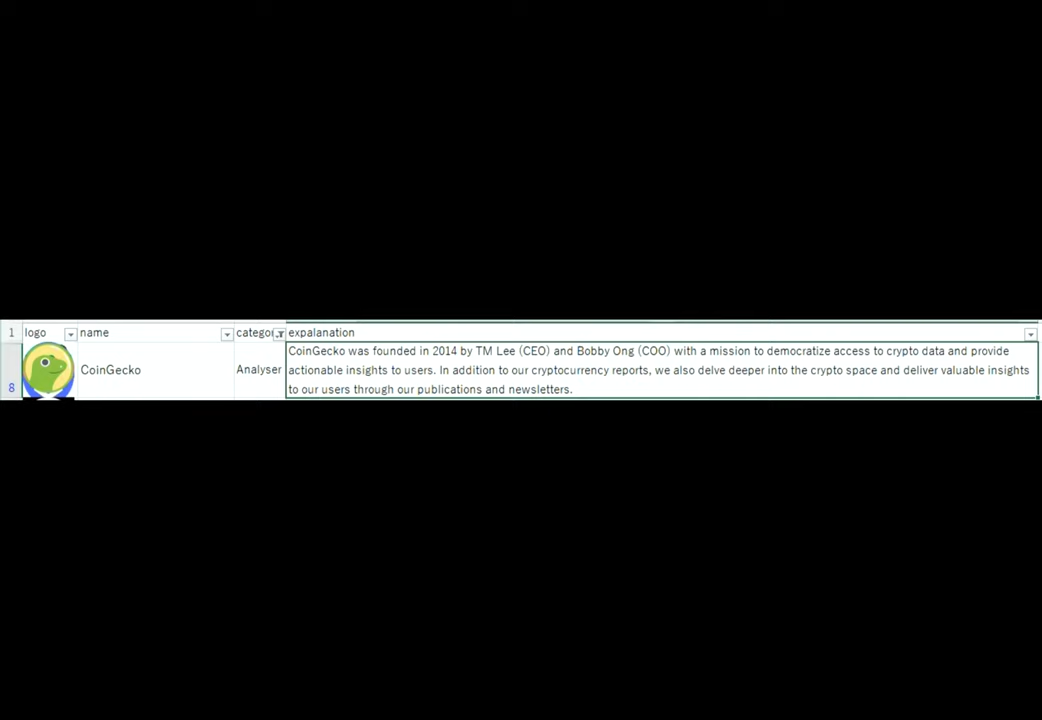 1 logo name categor expalanation
CoinGecko was founded in 2014 by TM Lee (CEO) and Bobby Ong (COO) with a mission to democratize access to crypto data and provide
CoinGecko Analyser actionable insights to users. In addition to our cryptocurrency reports, we also delve deeper into the crypto space and deliver valuable insights
8 to our users through our publications and newsletters.